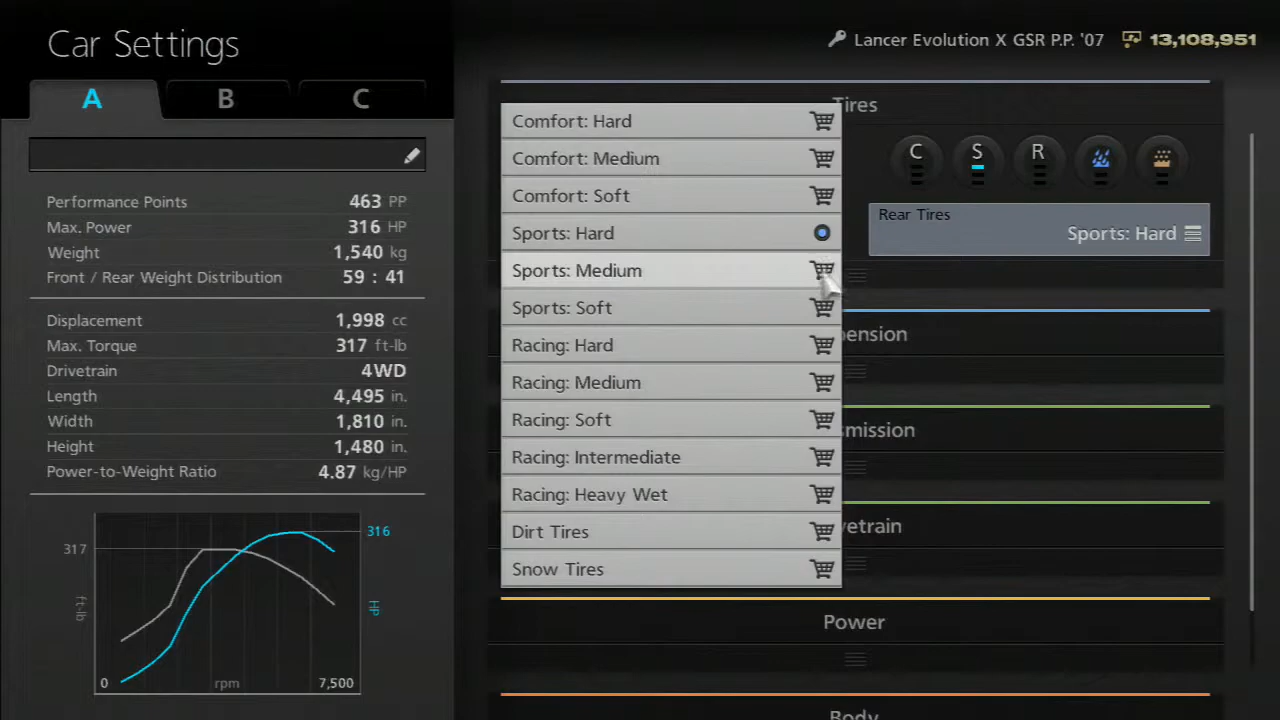 Car Settings
Lancer Evolution X GSR P.P. '07
13,108,951
A
B
C
Performance Points 463 PP
Max. Power 316 HP
Weight 1,540 kg
Front / Rear Weight Distribution 59 : 41
Displacement 1,998 cc
Max. Torque 317 ft-lb
Drivetrain 4WD
Length 4,495 in.
Width 1,810 in.
Height 1,480 in.
Power-to-Weight Ratio 4.87 kg/HP
316
317
ft-lb
HP
0
rpm
7,500
Comfort: Hard
Comfort: Medium
Comfort: Soft
Sports: Hard
Sports: Medium
Sports: Soft
Racing: Hard
Racing: Medium
Racing: Soft
Racing: Intermediate
Racing: Heavy Wet
Dirt Tires
Snow Tires
Tires
C
S
R
Rear Tires
Sports: Hard
pension
smission
vetrain
Power
Body